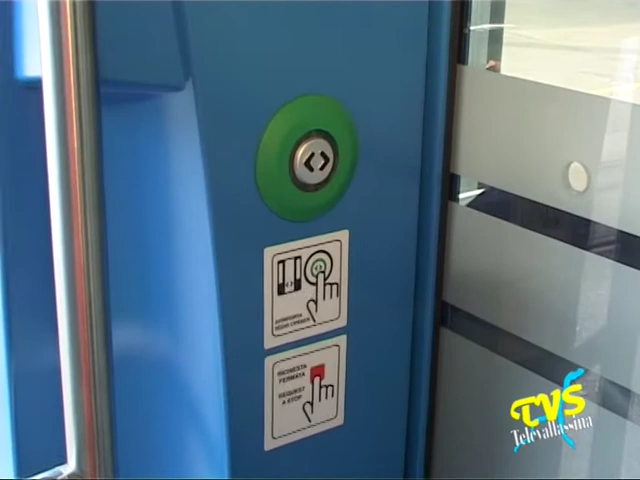 RICHIESTA
FERMATA
REQUEST
A STOP
TVS
Televallassina